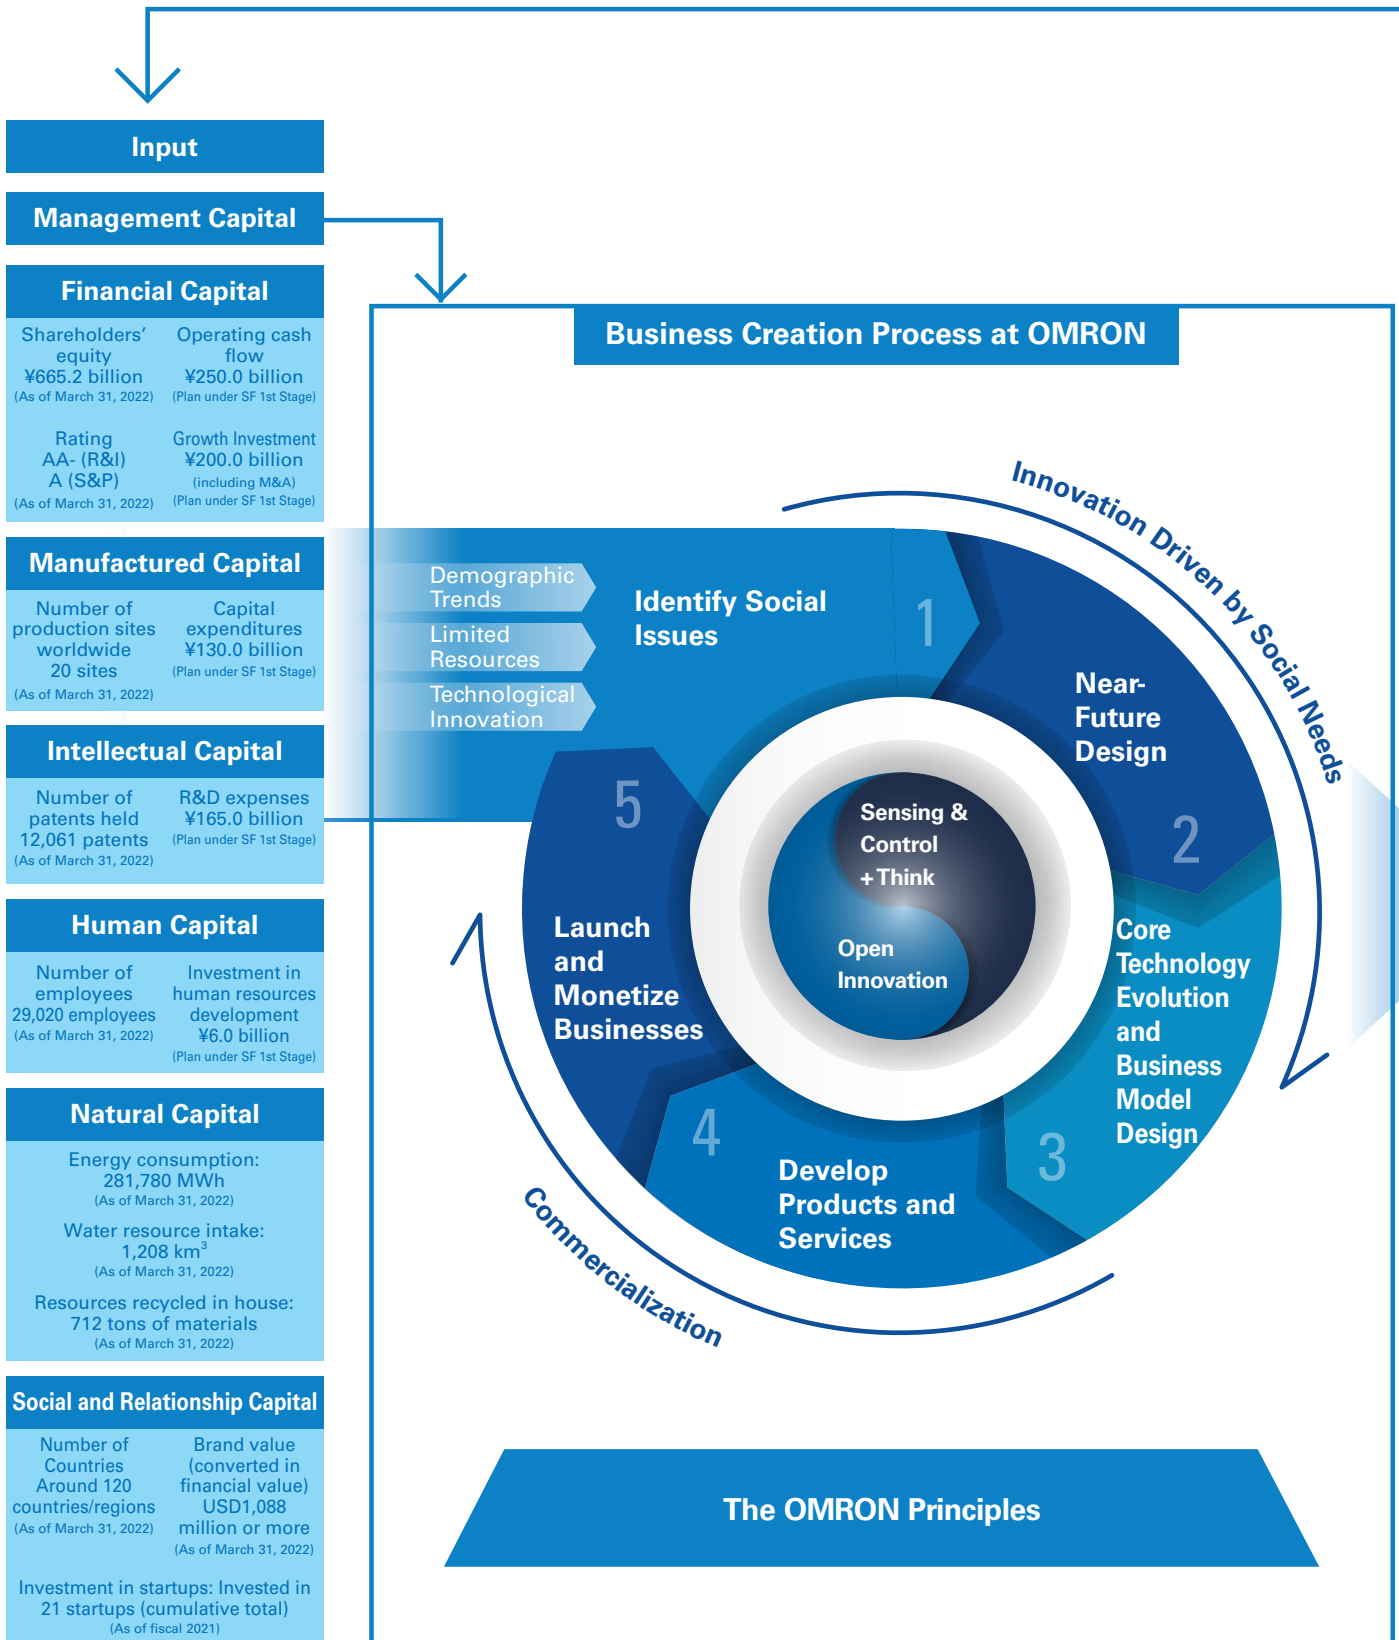 Input
Management Capital
Financial Capital
Shareholders’
equity
¥665.2 billion
(As of March 31, 2022)
Operating cash
flow
¥250.0 billion
(Plan under SF 1st Stage)
Rating
AA- (R&I)
A (S&P)
(As of March 31, 2022)
Growth Investment
¥200.0 billion
(including M&A)
(Plan under SF 1st Stage)
Manufactured Capital
Number of
production sites
worldwide
20 sites
(As of March 31, 2022)
Capital
expenditures
¥130.0 billion
(Plan under SF 1st Stage)
Intellectual Capital
Number of
patents held
12,061 patents
(As of March 31, 2022)
R&D expenses
¥165.0 billion
(Plan under SF 1st Stage)
Human Capital
Number of
employees
29,020 employees
(As of March 31, 2022)
Investment in
human resources
development
¥6.0 billion
(Plan under SF 1st Stage)
Natural Capital
Energy consumption:
281,780 MWh
(As of March 31, 2022)
Water resource intake:
1,208 km³
(As of March 31, 2022)
Resources recycled in house:
712 tons of materials
(As of March 31, 2022)
Social and Relationship Capital
Number of
Countries
Around 120
countries/regions
(As of March 31, 2022)
Brand value
(converted in
financial value)
USD1,088
million or more
(As of March 31, 2022)
Investment in startups: Invested in
21 startups (cumulative total)
(As of fiscal 2021)
Business Creation Process at OMRON
Demographic
Trends
Limited
Resources
Technological
Innovation
Identify Social
Issues
1
Innovation Driven by Social Needs
Near-
Future
Design
2
Core
Technology
Evolution
and
Business
Model
Design
3
Develop
Products and
Services
4
Commercialization
Launch
and
Monetize
Businesses
5
Sensing &
Control
+ Think
Open
Innovation
The OMRON Principles